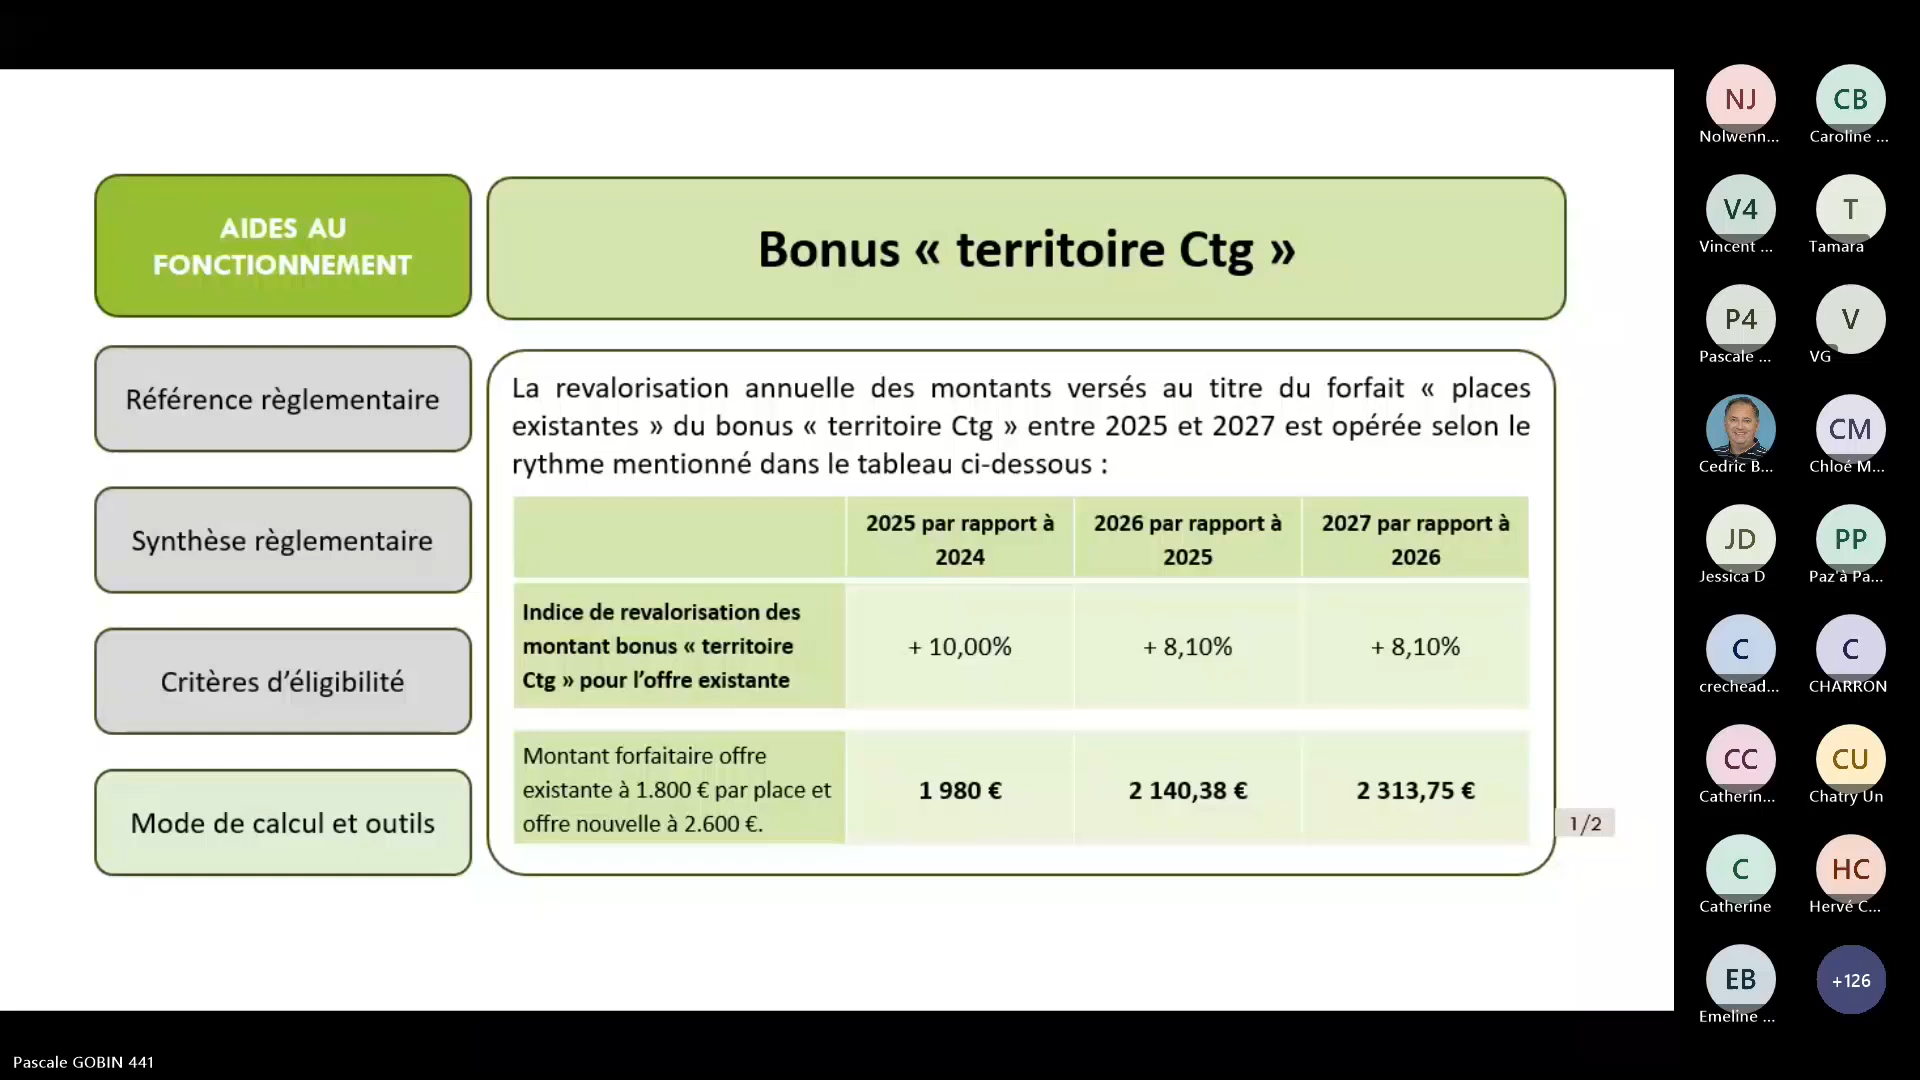 AIDES AU
FONCTIONNEMENT
Bonus « territoire Ctg »
Référence règlementaire
Synthèse règlementaire
Critères d’éligibilité
Mode de calcul et outils
La revalorisation annuelle des montants versés au titre du forfait « places
existantes » du bonus « territoire Ctg » entre 2025 et 2027 est opérée selon le
rythme mentionné dans le tableau ci-dessous :
2025 par rapport à
2024
2026 par rapport à
2025
2027 par rapport à
2026
Indice de revalorisation des
montant bonus « territoire
Ctg » pour l’offre existante
+ 10,00%
+ 8,10%
+ 8,10%
Montant forfaitaire offre
existante à 1.800 € par place et
offre nouvelle à 2.600 €.
1 980 €
2 140,38 €
2 313,75 €
1/2
NJ
Nolwenn...
CB
Caroline ...
V4
Vincent ...
T
Tamara
P4
Pascale ...
V
VG
Cedric B...
CM
Chloé M...
JD
Jessica D
PP
Paz'à Pa...
C
crechead...
C
CHARRON
CC
Catherin...
CU
Chatry Un
C
Catherine
HC
Hervé C...
EB
Emeline ...
+126
Pascale GOBIN 441